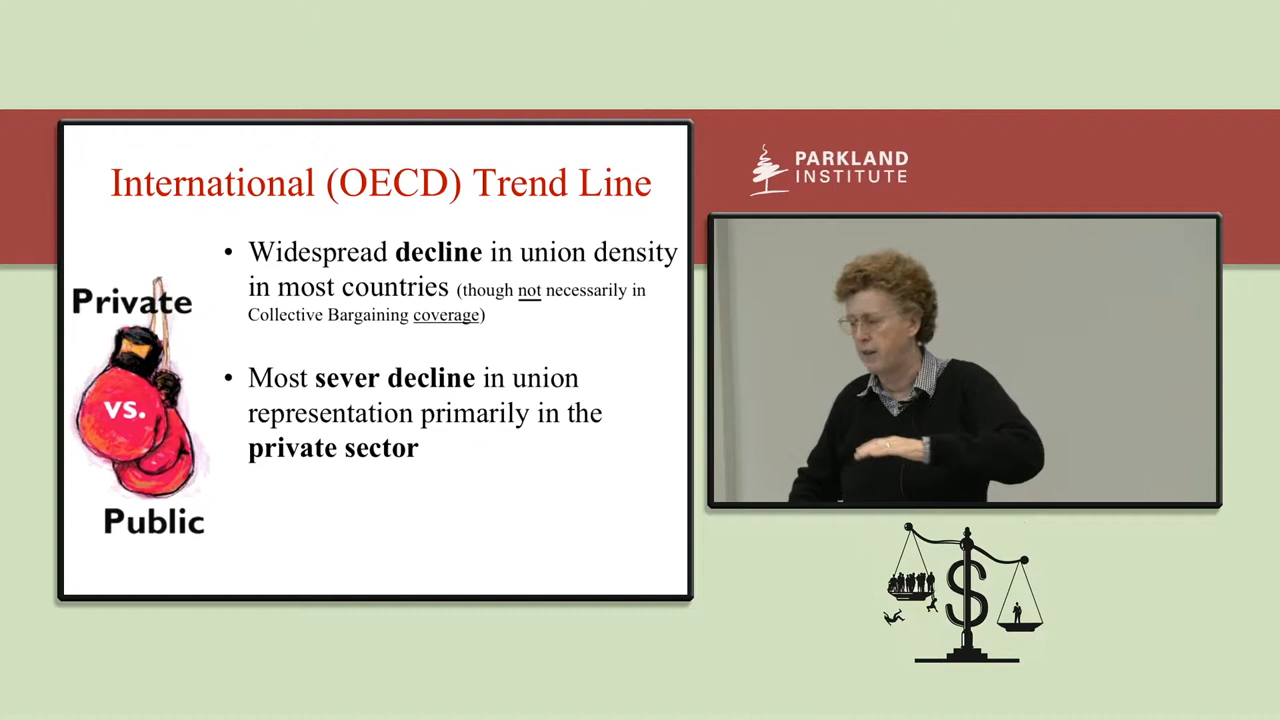 International (OECD) Trend Line
• Widespread decline in union density
in most countries (though not necessarily in
Collective Bargaining coverage)
• Most sever decline in union
representation primarily in the
private sector
Private
vs.
Public
PARKLAND
INSTITUTE
$